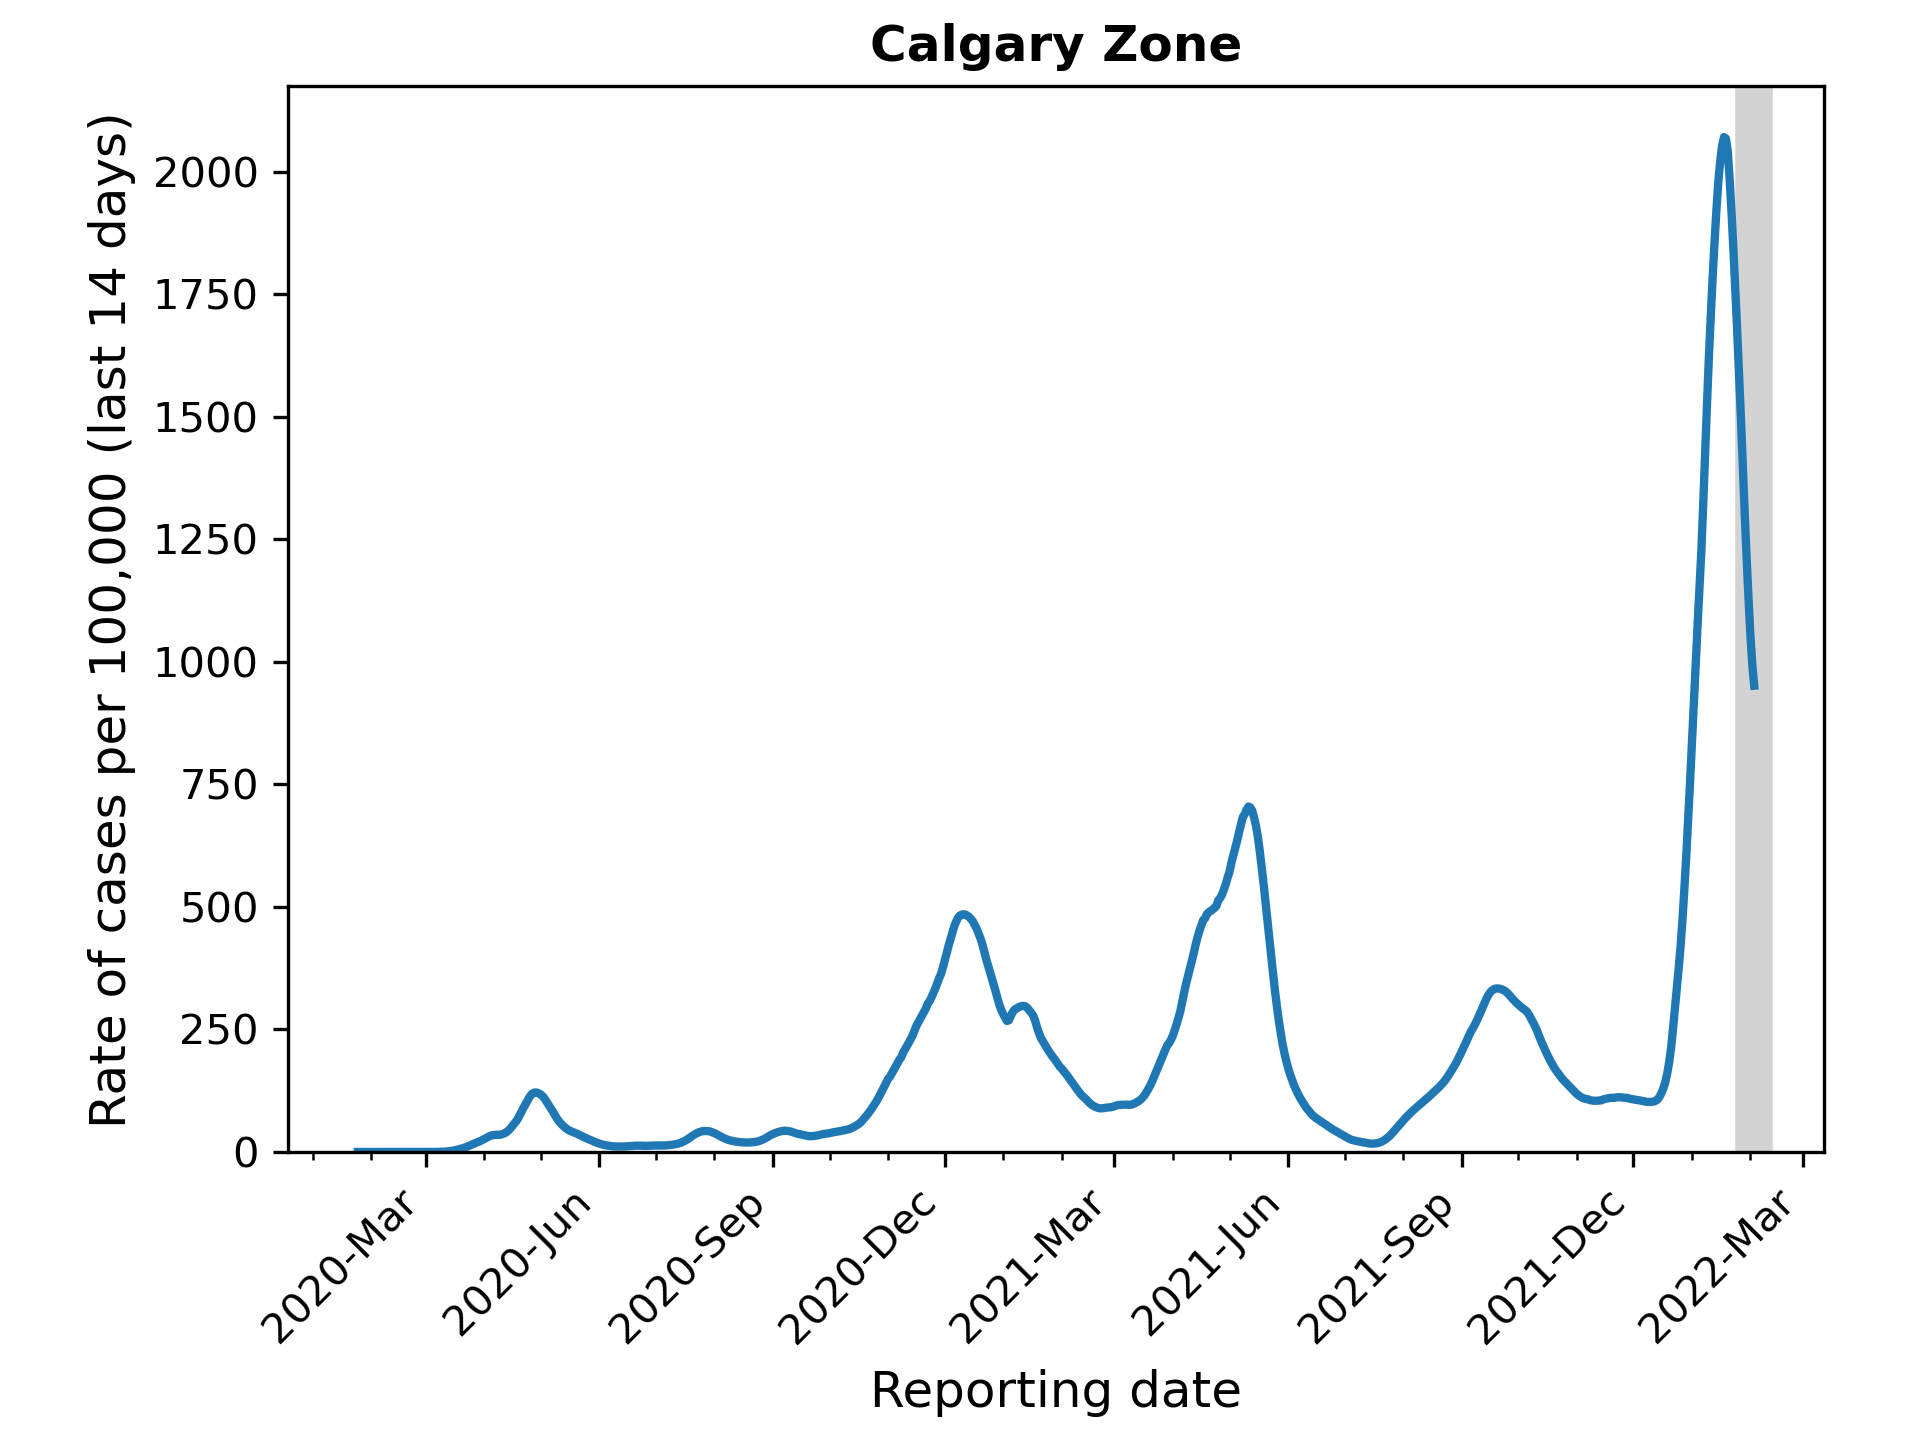 Calgary Zone
Rate of cases per 100,000 (last 14 days)
2000
1750
1500
1250
1000
750
500
250
0
2020-Mar
2020-Jun
2020-Sep
2020-Dec
2021-Mar
2021-Jun
2021-Sep
2021-Dec
2022-Mar
Reporting date